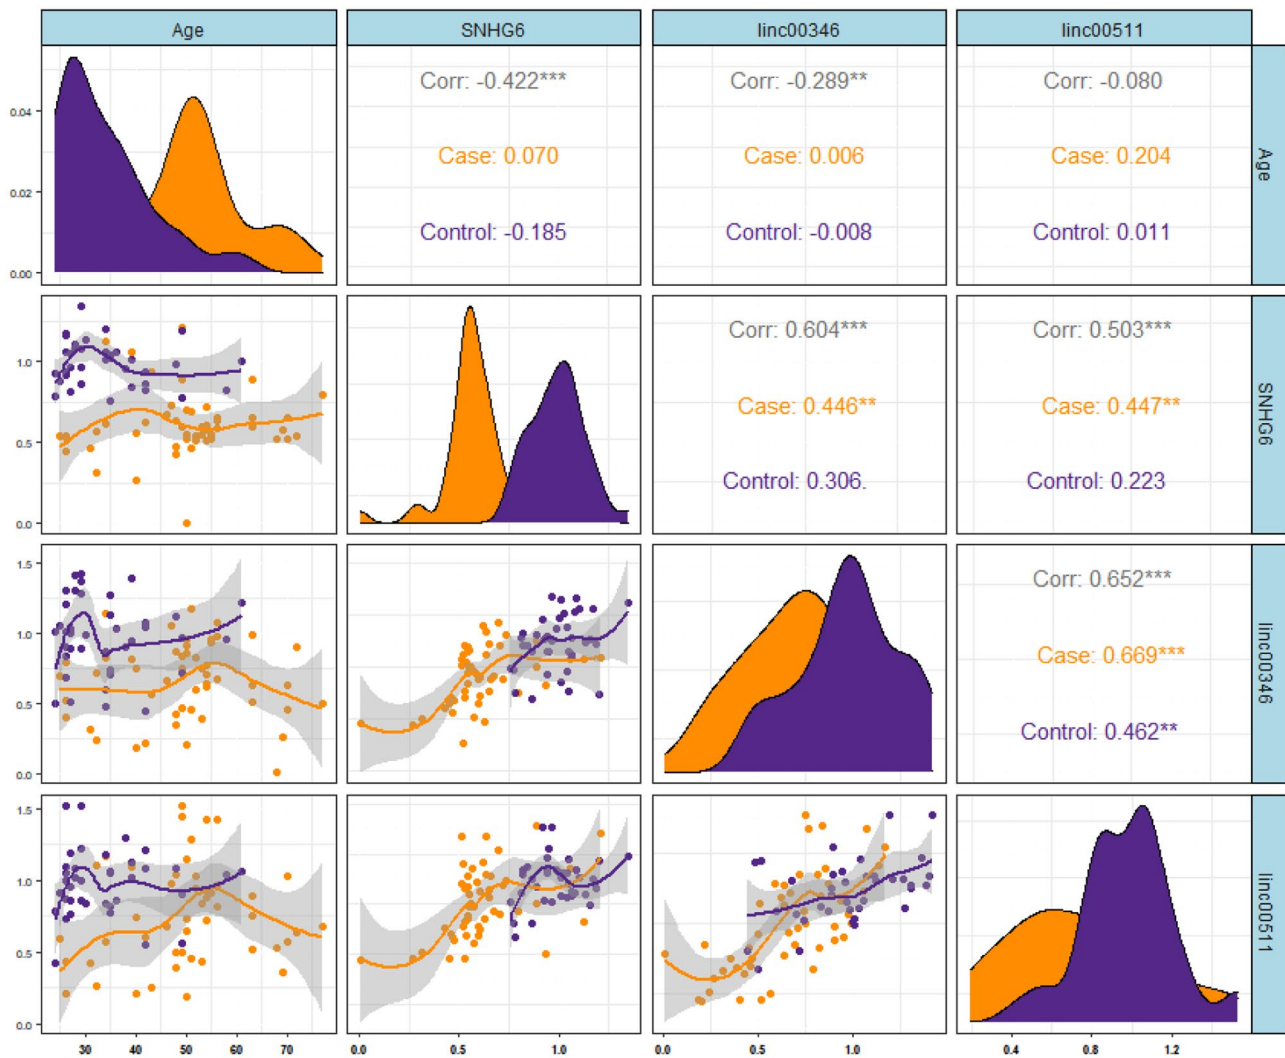 Age SNHG6 linc00346 linc00511
Corr: -0.422*** Corr: -0.289** Corr: -0.080
0.04
Case: 0.070 Case: 0.006 Case: 0.204
Age
0.02
Control: -0.185 Control: -0.008 Control: 0.011
0.00
Corr: 0.604*** Corr: 0.503***
1.0
Case: 0.446** Case: 0.447**
SNHG6
0.5
Control: 0.306. Control: 0.223
0.0
1.5
Corr: 0.652***
1.0
Case: 0.669***
linc00346
0.5
Control: 0.462**
0.0
1.5
1.0
linc00511
0.5
0.0
30 40 50 60 70 0.0 0.5 1.0 0.0 0.5 1.0 0.4 0.8 1.2